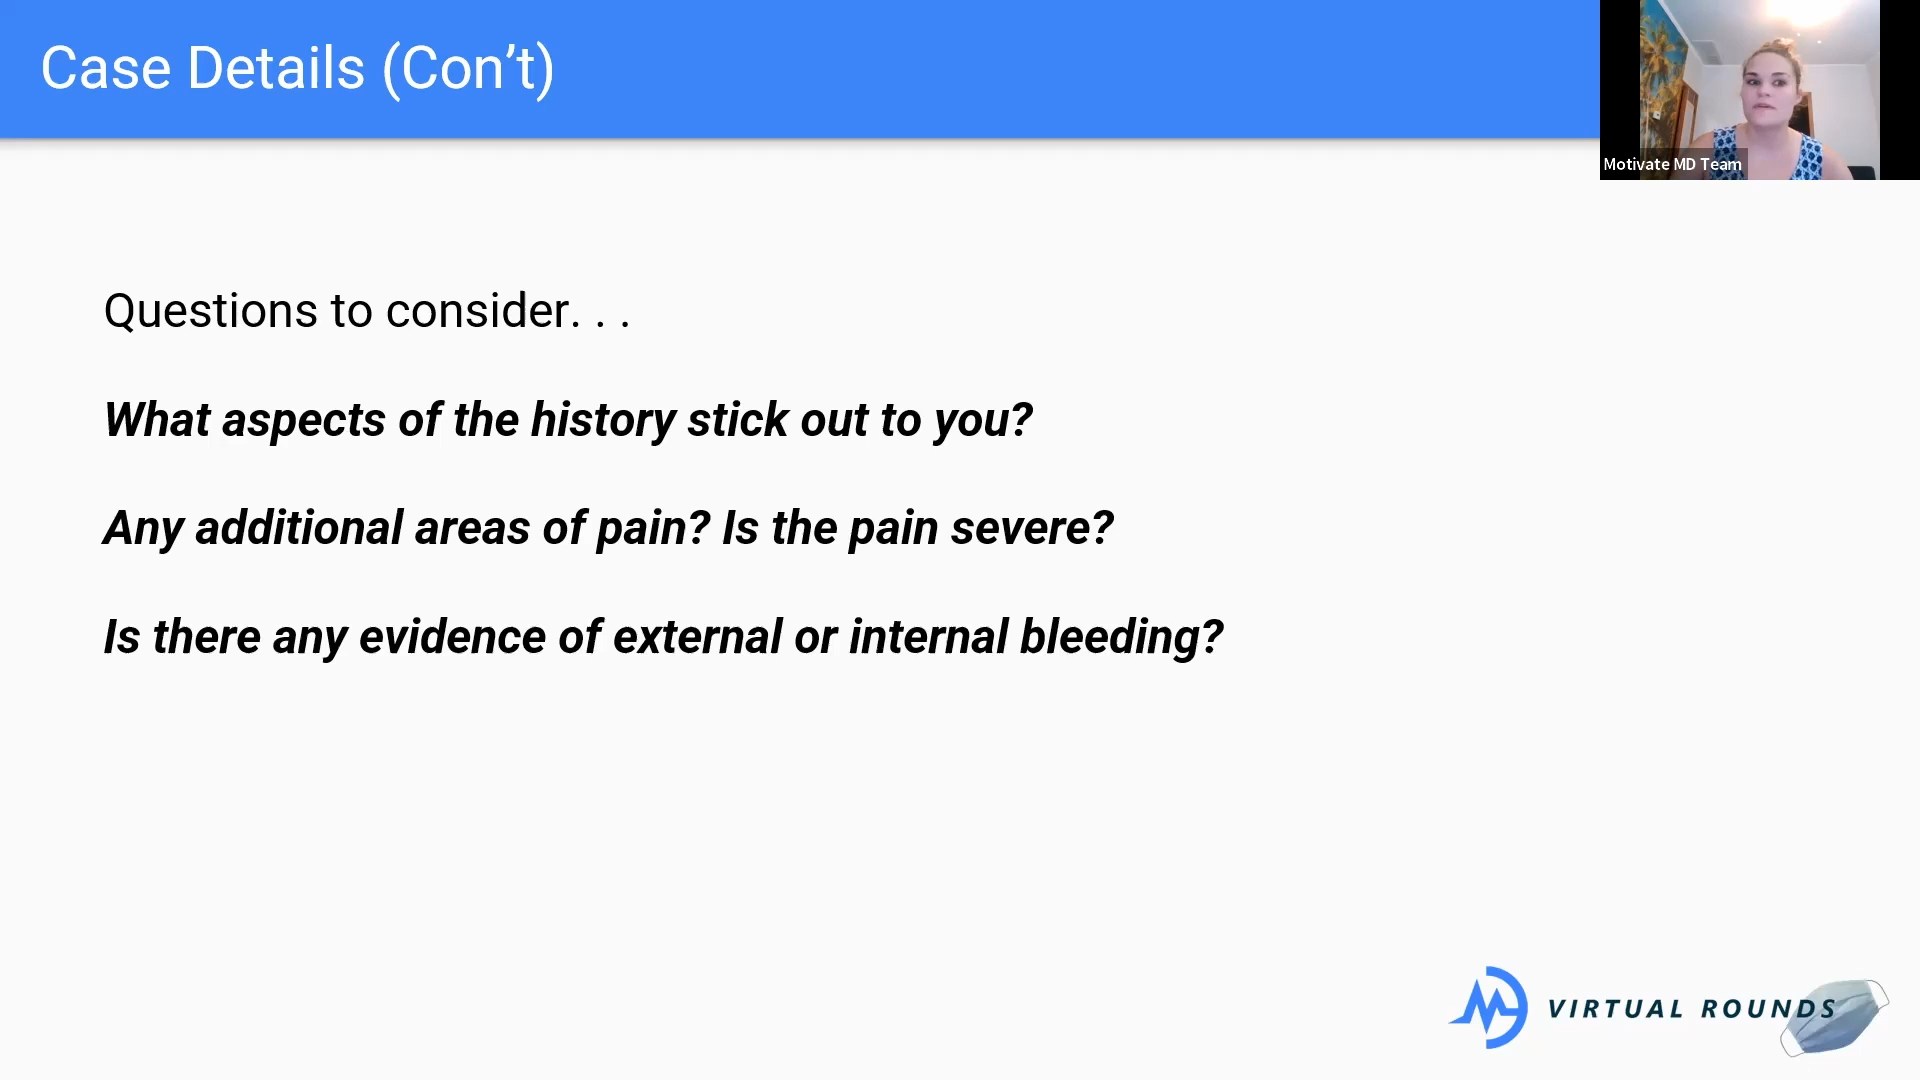 Case Details (Con’t)
Motivate MD Team
Questions to consider. . .
What aspects of the history stick out to you?
Any additional areas of pain? Is the pain severe?
Is there any evidence of external or internal bleeding?
VIRTUAL ROUNDS